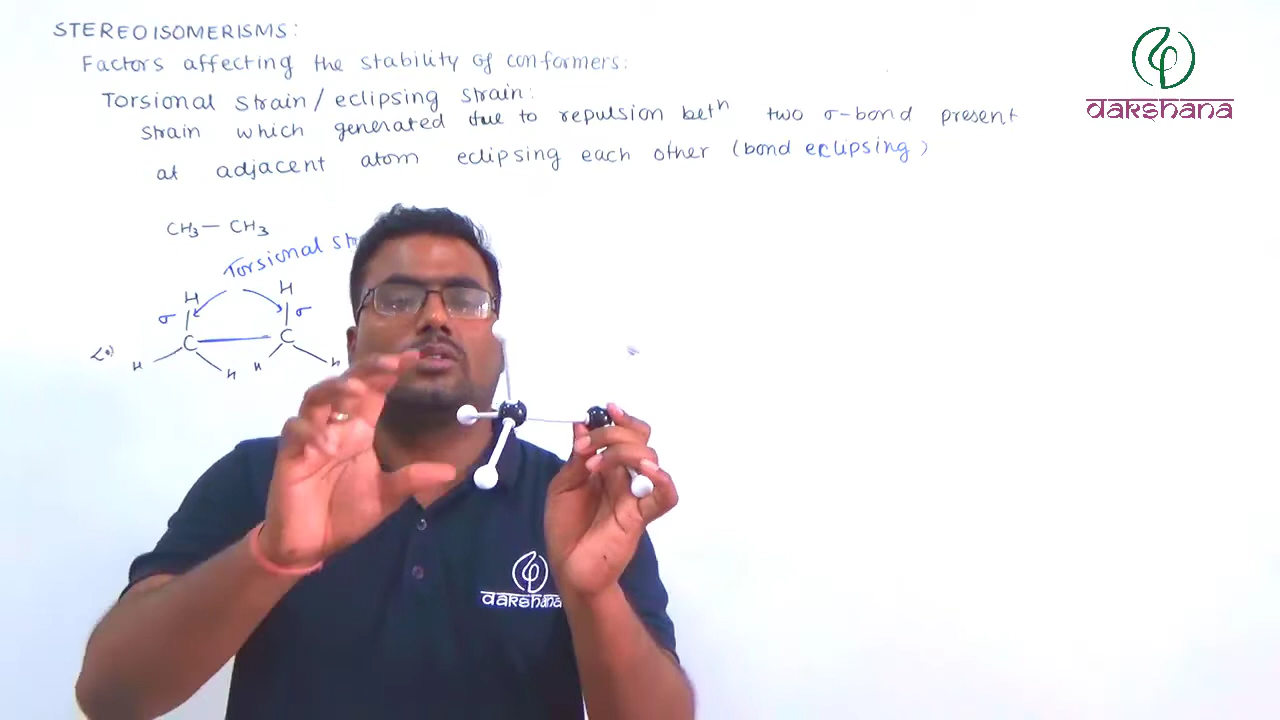 STEREOISOMERISMS:
Factors affecting the stability of conformers:
Torsional strain/eclipsing strain:
strain which generated due to repulsion betn two σ-bond present
at adjacent atom eclipsing each other (bond eclipsing)
CH3—CH3
Torsional
H H
σ σ
C C
H H H H
dakshana
dakshana